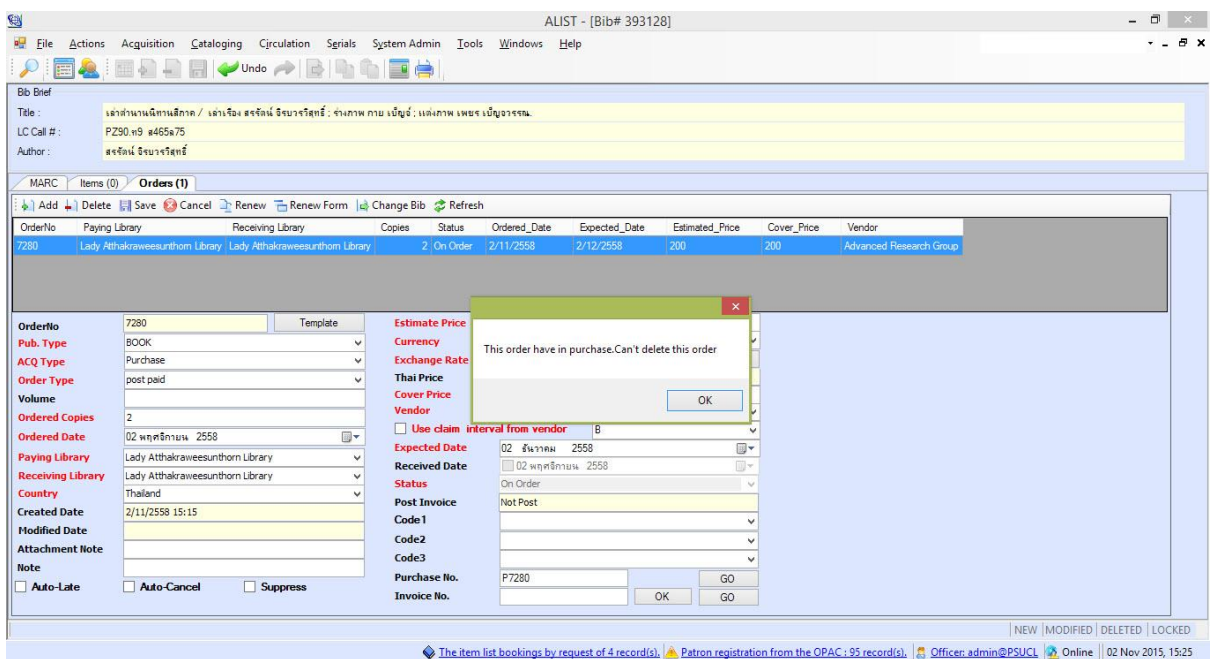 ALIST - [Bib# 393128]
File Actions Acquisition Cataloging Circulation Serials System Admin Tools Windows Help
Undo
Bib Brief
Title : เล่าตำนานนิทานสีกาด / เล่าเรื่อง สรรัตน์ จิรบวรวิสุทธิ์ ; ร่างภาพ กาย เบ็ญจ์ ; แต่งภาพ เพชร เบ็ญจวรรณ.
LC Call # : PZ90.ท9 ส465ล75
Author : สรรัตน์ จิรบวรวิสุทธิ์
MARC Items (0) Orders (1)
Add Delete Save Cancel Renew Renew Form Change Bib Refresh
OrderNo Paying Library Receiving Library Copies Status Ordered_Date Expected_Date Estimated_Price Cover_Price Vendor
7280 Lady Atthakraweesunthorn Library Lady Atthakraweesunthorn Library 2 On Order 2/11/2558 2/12/2558 200 200 Advanced Research Group
This order have in purchase.Can't delete this order
OK
OrderNo 7280 Template
Pub. Type BOOK
ACQ Type Purchase
Order Type post paid
Volume
Ordered Copies 2
Ordered Date 02 พฤศจิกายน 2558
Paying Library Lady Atthakraweesunthorn Library
Receiving Library Lady Atthakraweesunthorn Library
Country Thailand
Created Date 2/11/2558 15:15
Modified Date
Attachment Note
Note
Auto-Late Auto-Cancel Suppress
Estimate Price
Currency
Exchange Rate
Thai Price
Cover Price
Vendor
Use claim interval from vendor B
Expected Date 02 ธันวาคม 2558
Received Date 02 พฤศจิกายน 2558
Status On Order
Post Invoice Not Post
Code1
Code2
Code3
Purchase No. P7280 GO
Invoice No. OK GO
NEW MODIFIED DELETED LOCKED
The item list bookings by request of 4 record(s). Patron registration from the OPAC : 95 record(s). Officer: admin@PSUCL Online 02 Nov 2015, 15:25